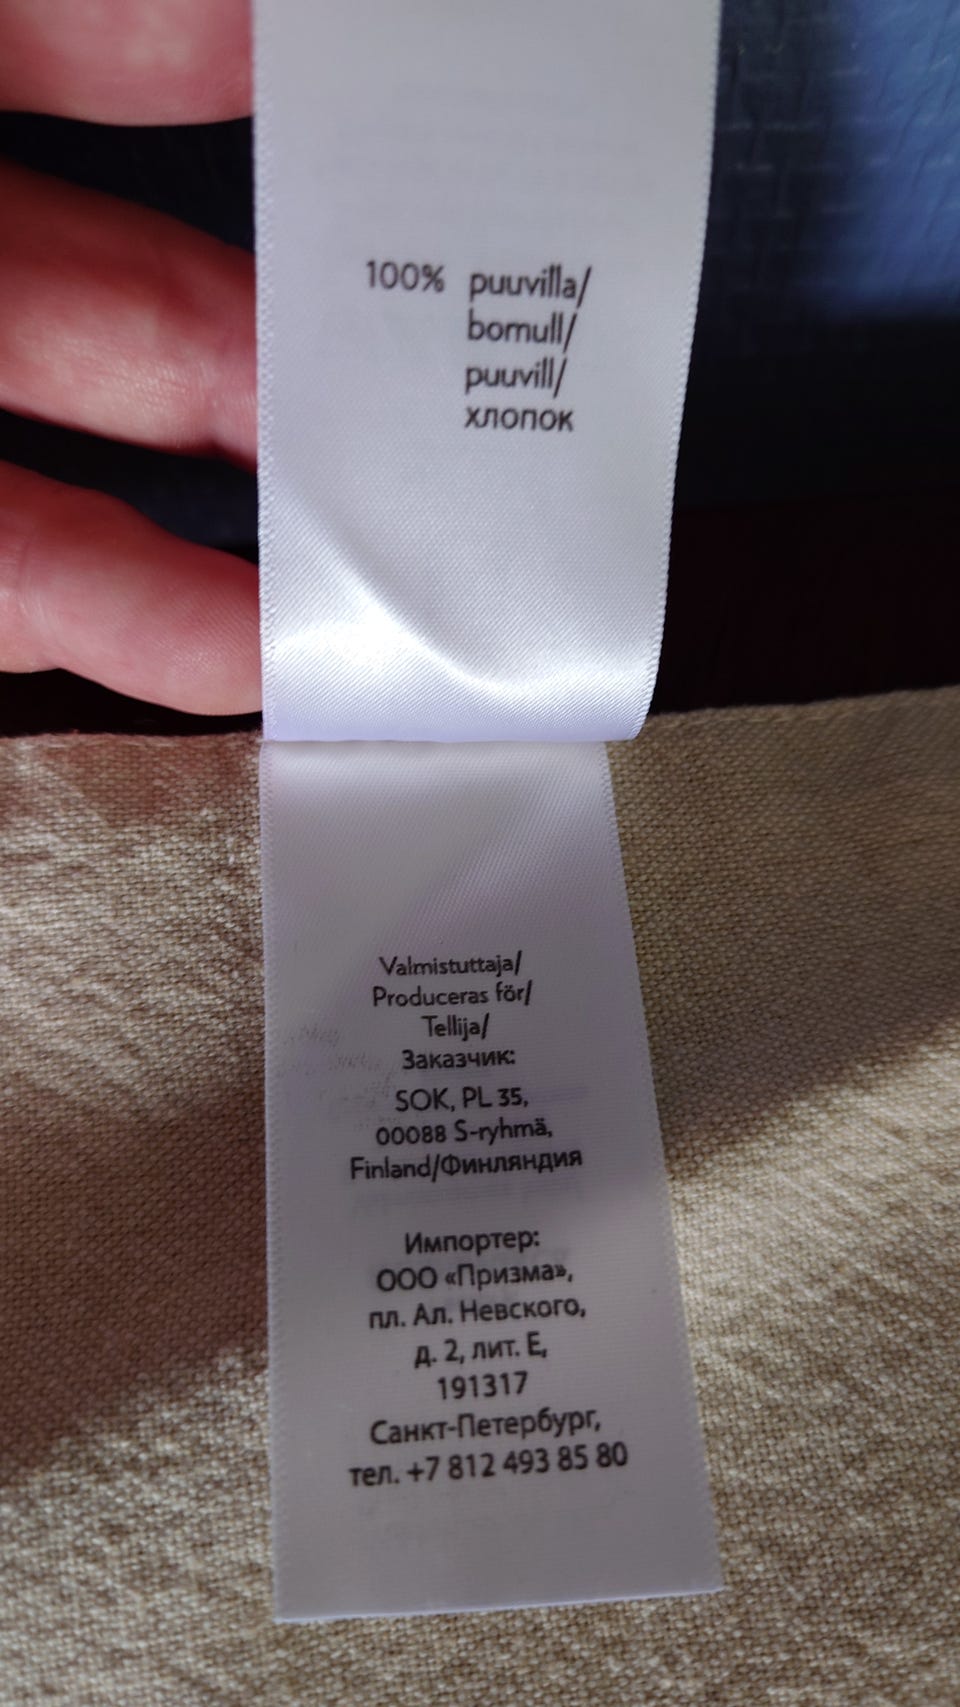 100% puuvilla/
bomull/
puuvill/
хлопок
Valmistuttaja/
Produceras för/
Tellija/
Заказчик:
SOK, PL 35,
00088 S-ryhmä,
Finland/Финляндия
Импортер:
ООО «Призма»,
пл. Ал. Невского,
д. 2, лит. Е,
191317
Санкт-Петербург,
тел. +7 812 493 85 80